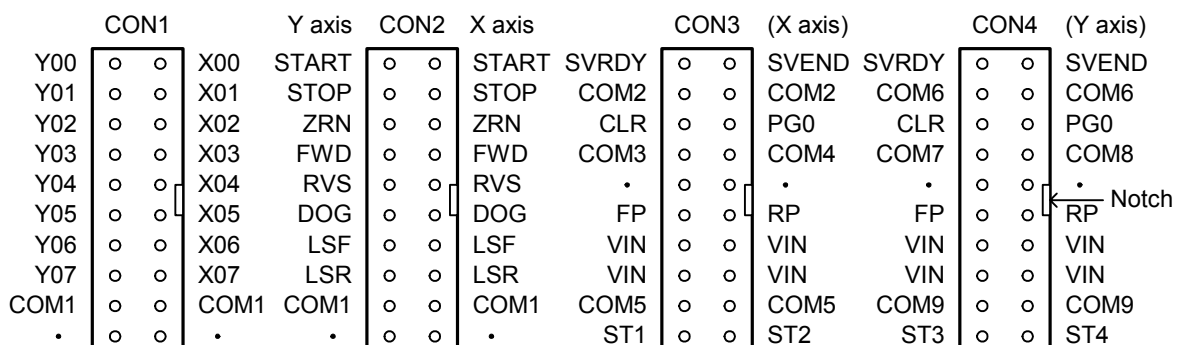 CON1 Y axis CON2 X axis CON3 (X axis) CON4 (Y axis)
Y00 X00 START START SVRDY SVEND SVRDY SVEND
Y01 X01 STOP STOP COM2 COM2 COM6 COM6
Y02 X02 ZRN ZRN CLR PG0 CLR PG0
Y03 X03 FWD FWD COM3 COM4 COM7 COM8
Y04 X04 RVS RVS • • • •
Notch
Y05 X05 DOG DOG FP RP FP RP
Y06 X06 LSF LSF VIN VIN VIN VIN
Y07 X07 LSR LSR VIN VIN VIN VIN
COM1 COM1 COM1 COM1 COM5 COM5 COM9 COM9
• • • • ST1 ST2 ST3 ST4